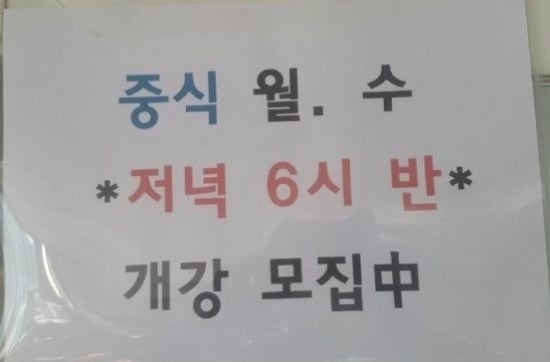 중식 월. 수
*저녁 6시 반*
개강 모집中